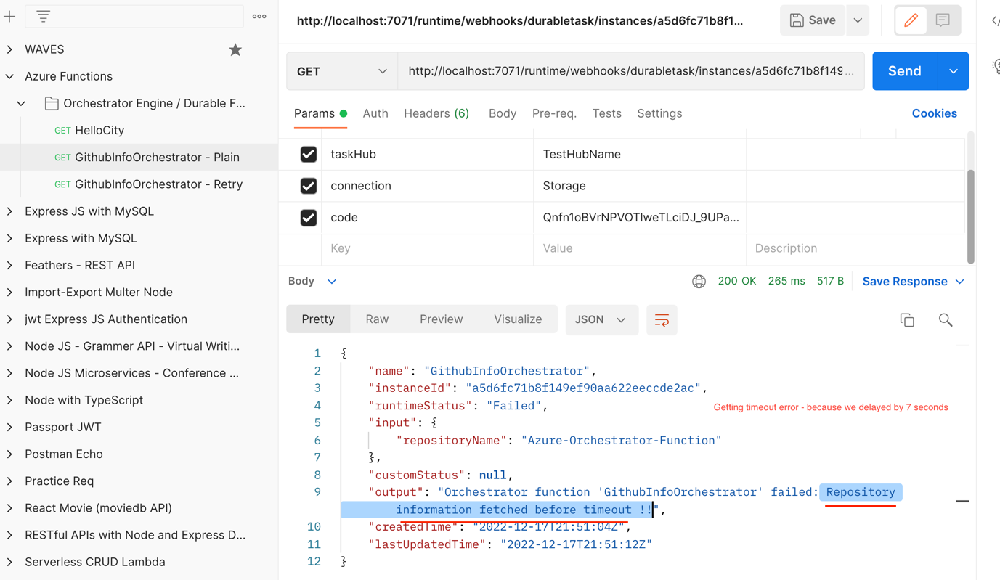 WAVES
Azure Functions
Orchestrator Engine / Durable F...
GET HelloCity
GET GithubInfoOrchestrator - Plain
GET GithubInfoOrchestrator - Retry
Express JS with MySQL
Express with MySQL
Feathers - REST API
Import-Export Multer Node
jwt Express JS Authentication
Node JS - Grammer API - Virtual Writi...
Node JS Microservices - Conference ...
Node with TypeScript
Passport JWT
Postman Echo
Practice Req
React Movie (moviedb API)
RESTful APIs with Node and Express D...
Serverless CRUD Lambda
http://localhost:7071/runtime/webhooks/durabletask/instances/a5d6fc71b8f1...
Save
GET http://localhost:7071/runtime/webhooks/durabletask/instances/a5d6fc71b8f149...
Send
Params Auth Headers (6) Body Pre-req. Tests Settings Cookies
taskHub TestHubName
connection Storage
code Qnfn1oBVrNPVOTlweTLciDJ_9UPa...
Key Value Description
Body 200 OK 265 ms 517 B Save Response
Pretty Raw Preview Visualize JSON
1 {
2 "name": "GithubInfoOrchestrator",
3 "instanceId": "a5d6fc71b8f149ef90aa622eeccde2ac",
4 "runtimeStatus": "Failed",
Getting timeout error - because we delayed by 7 seconds
5 "input": {
6 "repositoryName": "Azure-Orchestrator-Function"
7 },
8 "customStatus": null,
9 "output": "Orchestrator function 'GithubInfoOrchestrator' failed: Repository
information fetched before timeout !!",
10 "createdTime": "2022-12-17T21:51:04Z",
11 "lastUpdatedTime": "2022-12-17T21:51:12Z"
12 }